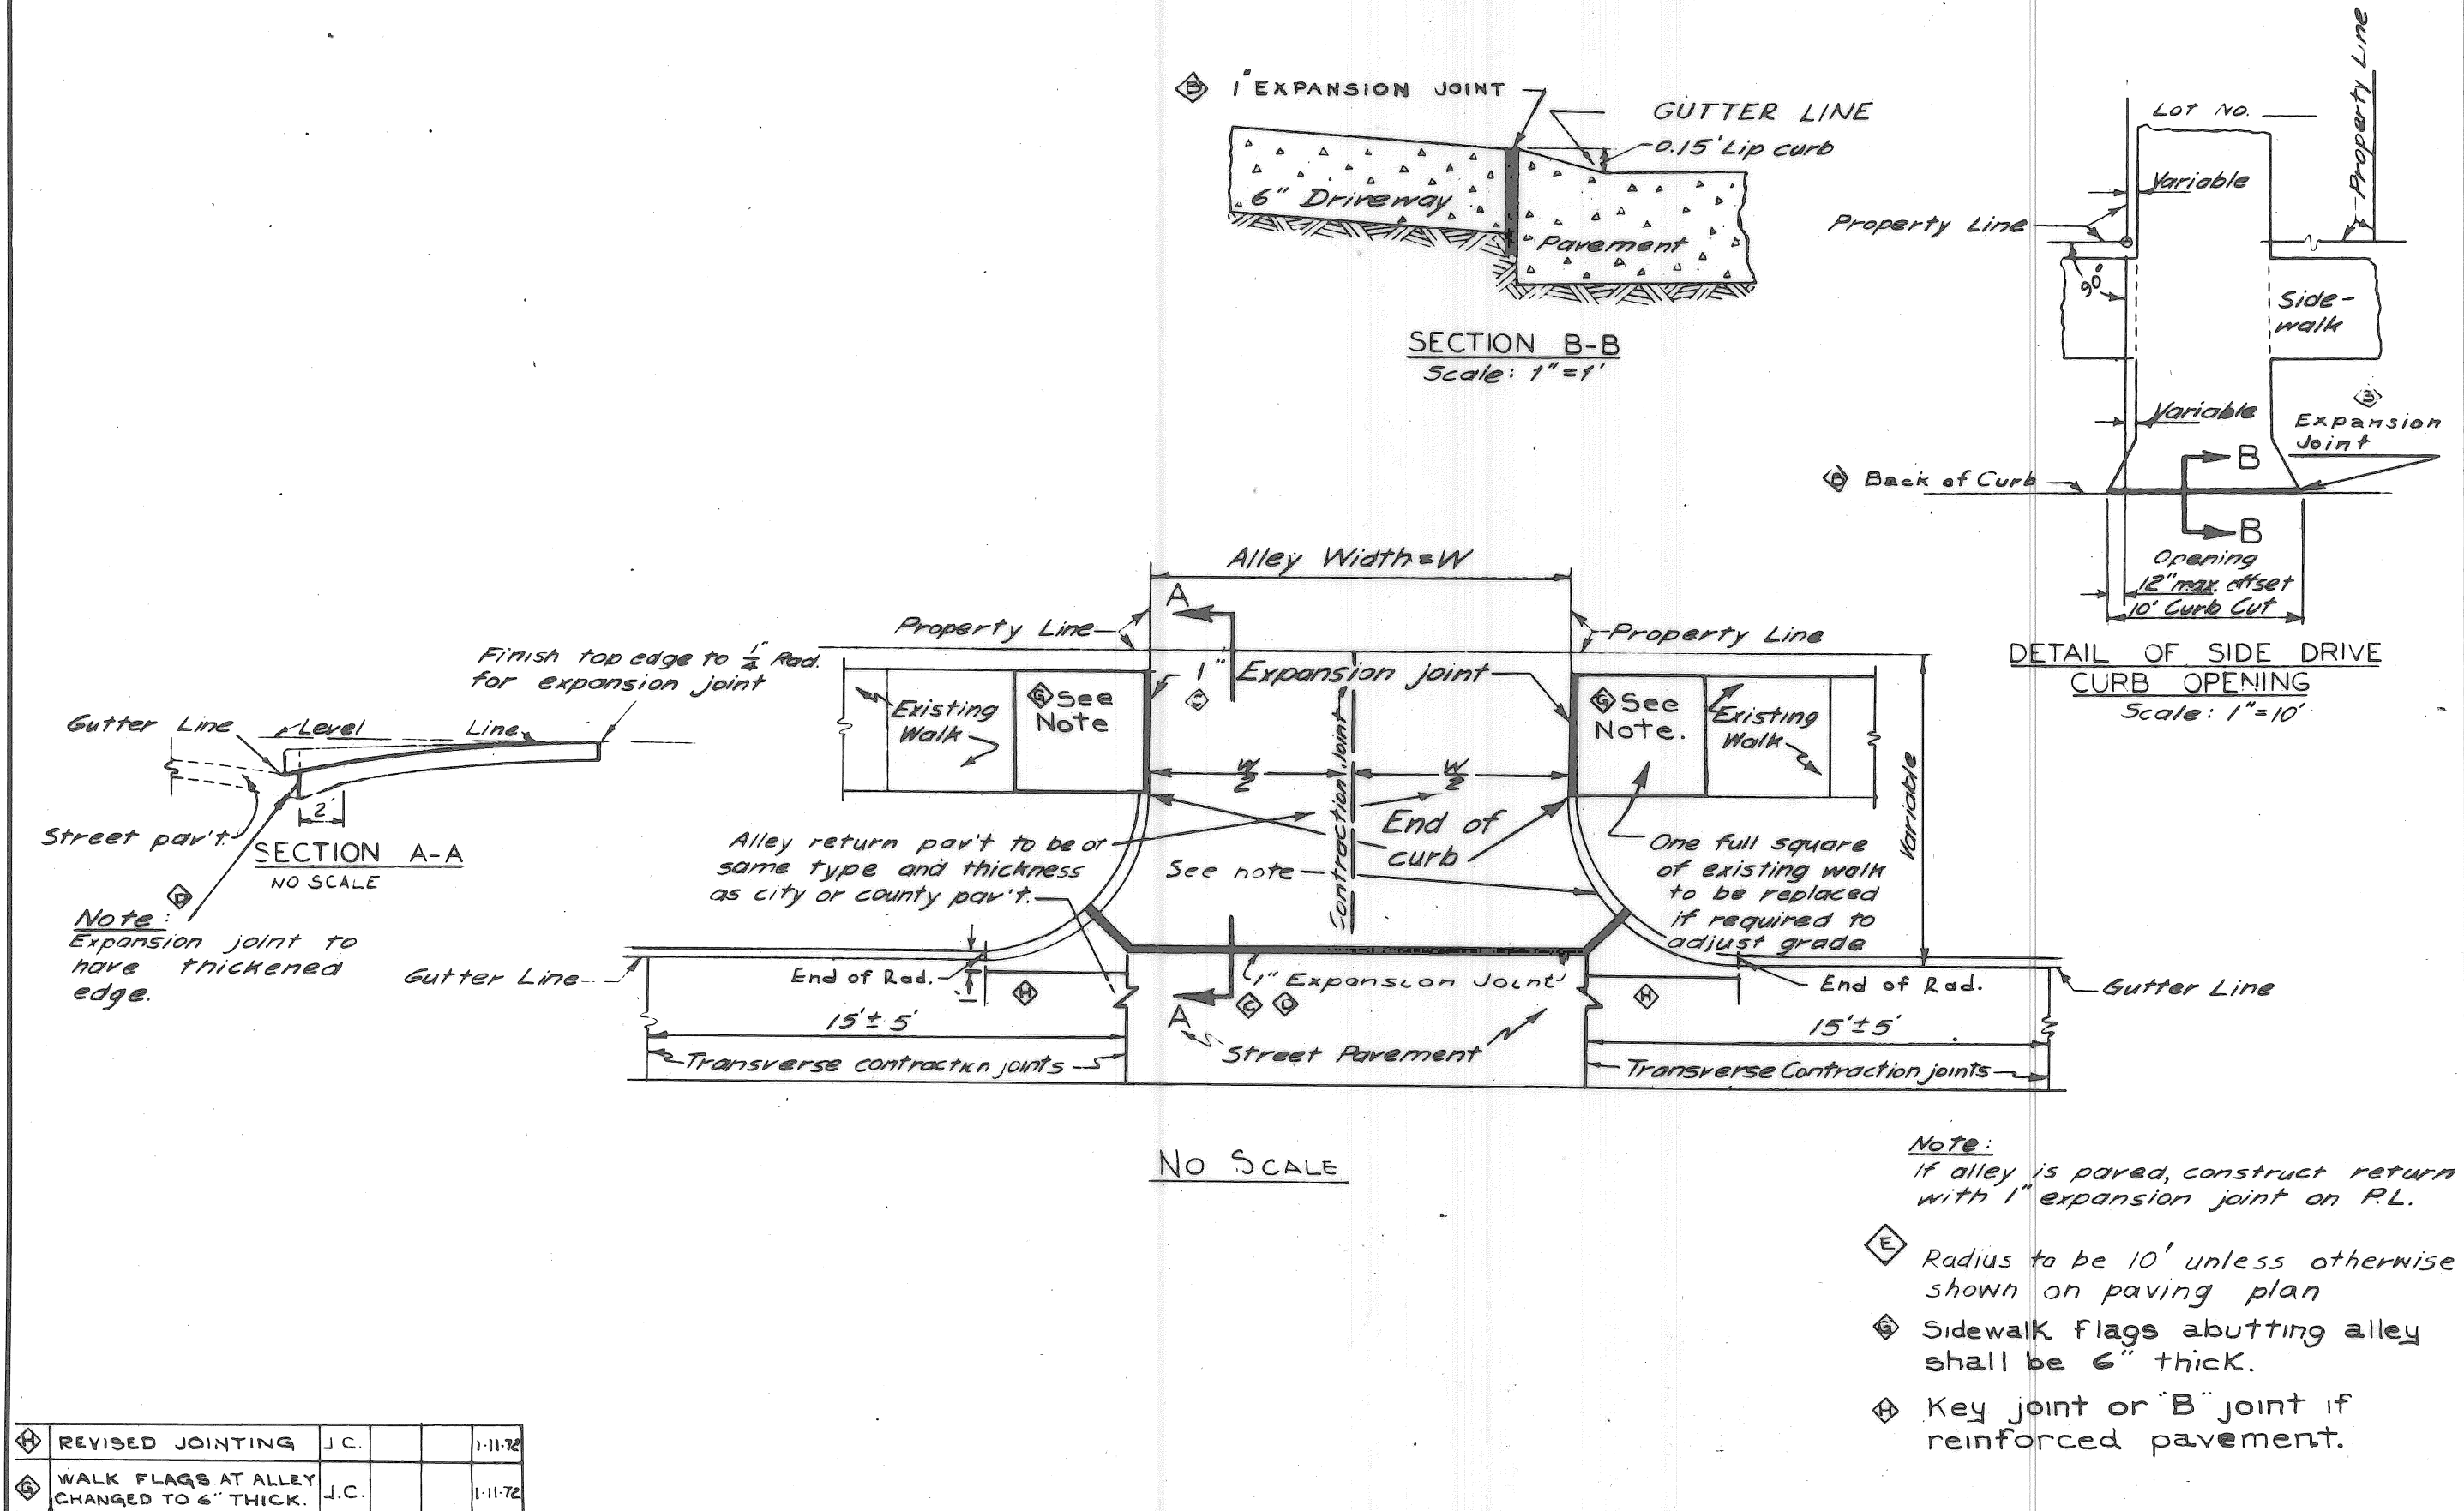 B 1" EXPANSION JOINT
GUTTER LINE
0.15' Lip curb
6" Driveway
Pavement
SECTION B-B
Scale: 1"=1'
Property Line
Lot No.
Variable
Property Line
90°
Side-
walk
Variable
Expansion
Joint
B
Back of Curb
B
Opening
12" max. offset
10' Curb Cut
DETAIL OF SIDE DRIVE
CURB OPENING
Scale: 1"=10'
Alley Width=W
A
Property Line
Property Line
Finish top edge to 1/4" Rad.
for expansion joint
1" Expansion joint
C
G See
Note.
G See
Note.
Existing
Walk
Existing
Walk
Gutter Line
Level Line
2'
Street pav't.
SECTION A-A
NO SCALE
D
Note:
Expansion joint to
have thickened
edge.
W/2
W/2
Contraction Joint
Variable
End of
curb
Alley return pav't to be of
same type and thickness
as city or county pav't.
See note
One full square
of existing walk
to be replaced
if required to
adjust grade
Gutter Line
End of Rad.
H
1" Expansion Joint
C D
H
End of Rad.
Gutter Line
15'± 5'
A
Street Pavement
15'± 5'
Transverse contraction joints
Transverse Contraction joints
NO SCALE
Note:
If alley is paved, construct return
with 1" expansion joint on P.L.
E Radius to be 10' unless otherwise
shown on paving plan
G Sidewalk flags abutting alley
shall be 6" thick.
H Key joint or "B" joint if
reinforced pavement.
H REVISED JOINTING J.C. 1-11-72
G WALK FLAGS AT ALLEY
CHANGED TO 6" THICK. J.C. 1-11-72